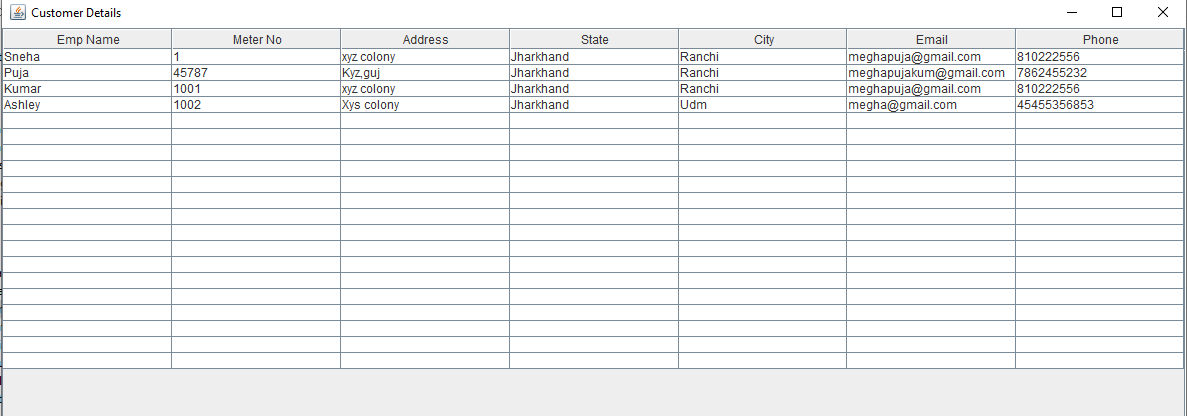 Customer Details
Emp Name Meter No Address State City Email Phone
Sneha 1 xyz colony Jharkhand Ranchi meghapuja@gmail.com 810222556
Puja 45787 Kyz,guj Jharkhand Ranchi meghapujakum@gmail.com 7862455232
Kumar 1001 xyz colony Jharkhand Ranchi meghapuja@gmail.com 810222556
Ashley 1002 Xys colony Jharkhand Udm megha@gmail.com 45455356853